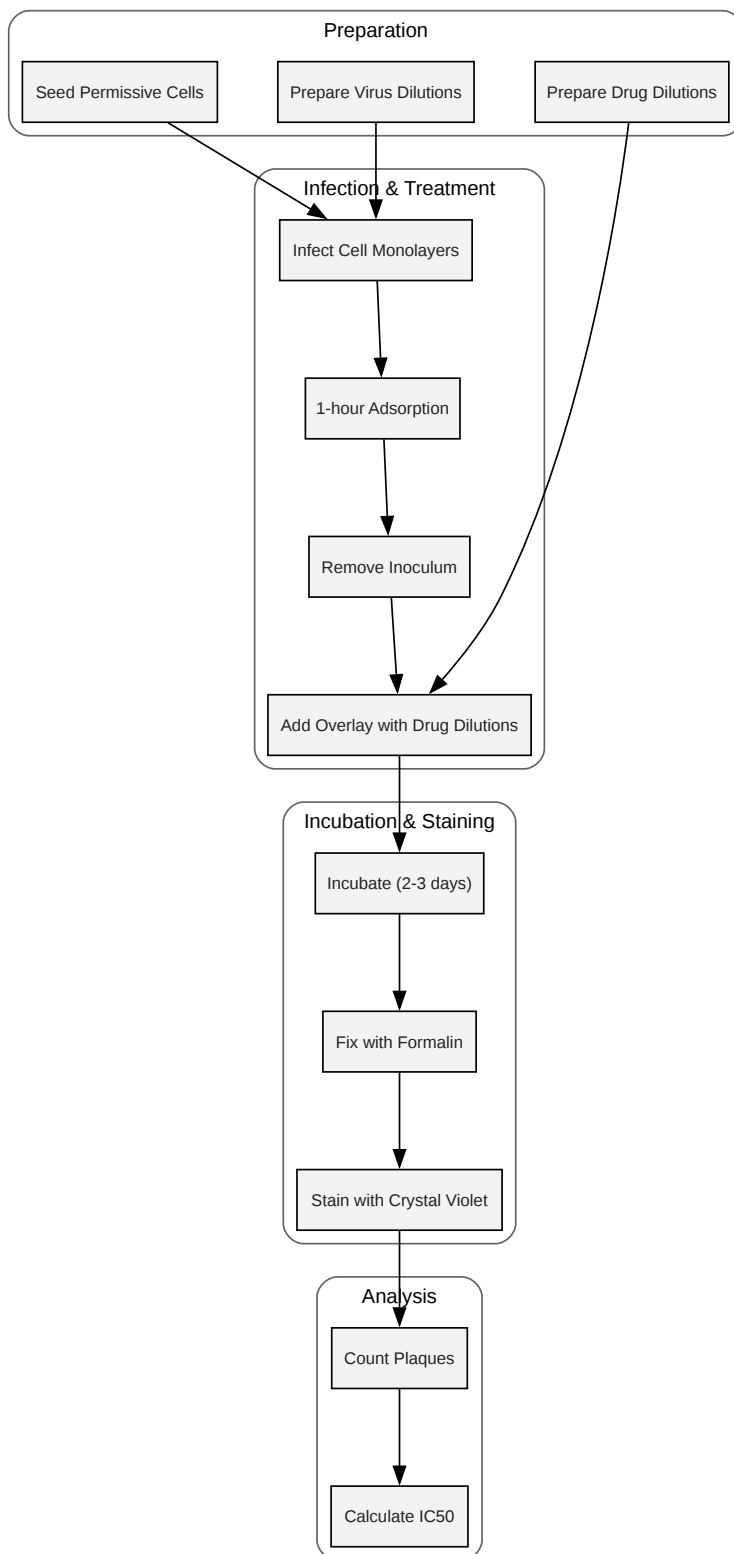 Preparation
Seed Permissive Cells
Prepare Virus Dilutions
Prepare Drug Dilutions
Infection & Treatment
Infect Cell Monolayers
1-hour Adsorption
Remove Inoculum
Add Overlay with Drug Dilutions
Incubation & Staining
Incubate (2-3 days)
Fix with Formalin
Stain with Crystal Violet
Analysis
Count Plaques
Calculate IC50